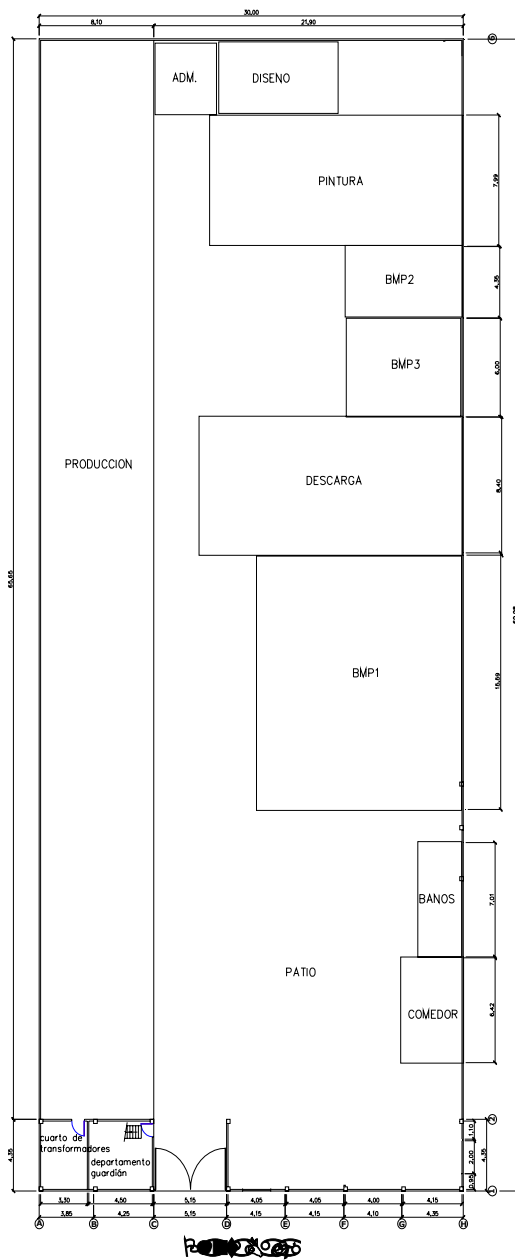 30,00
8,10 21,90
ADM. DISENO
PINTURA
7,99
BMP2
4,35
BMP3
6,00
PRODUCCION
DESCARGA
8,40
65,65
BMP1
BANOS
7,01
PATIO
COMEDOR
6,42
cuarto de
transformadores
departamento
guardián
4,35
1,10
2,00
0,95
4,35
3,30 4,50 5,15 4,05 4,05 4,00 4,15
3,85 4,25 5,15 4,15 4,15 4,10 4,35
A B C D E F G H
2
1